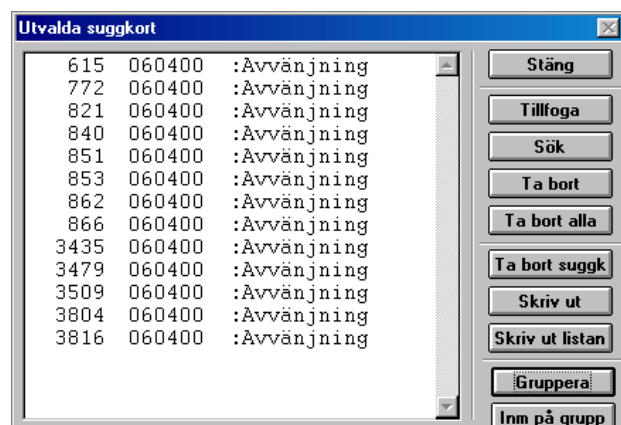 Utvalda suggkort
615 060400 :Avvänjning
772 060400 :Avvänjning
821 060400 :Avvänjning
840 060400 :Avvänjning
851 060400 :Avvänjning
853 060400 :Avvänjning
862 060400 :Avvänjning
866 060400 :Avvänjning
3435 060400 :Avvänjning
3479 060400 :Avvänjning
3509 060400 :Avvänjning
3804 060400 :Avvänjning
3816 060400 :Avvänjning
Stäng
Tillfoga
Sök
Ta bort
Ta bort alla
Ta bort suggk
Skriv ut
Skriv ut listan
Gruppera
Inm på grupp